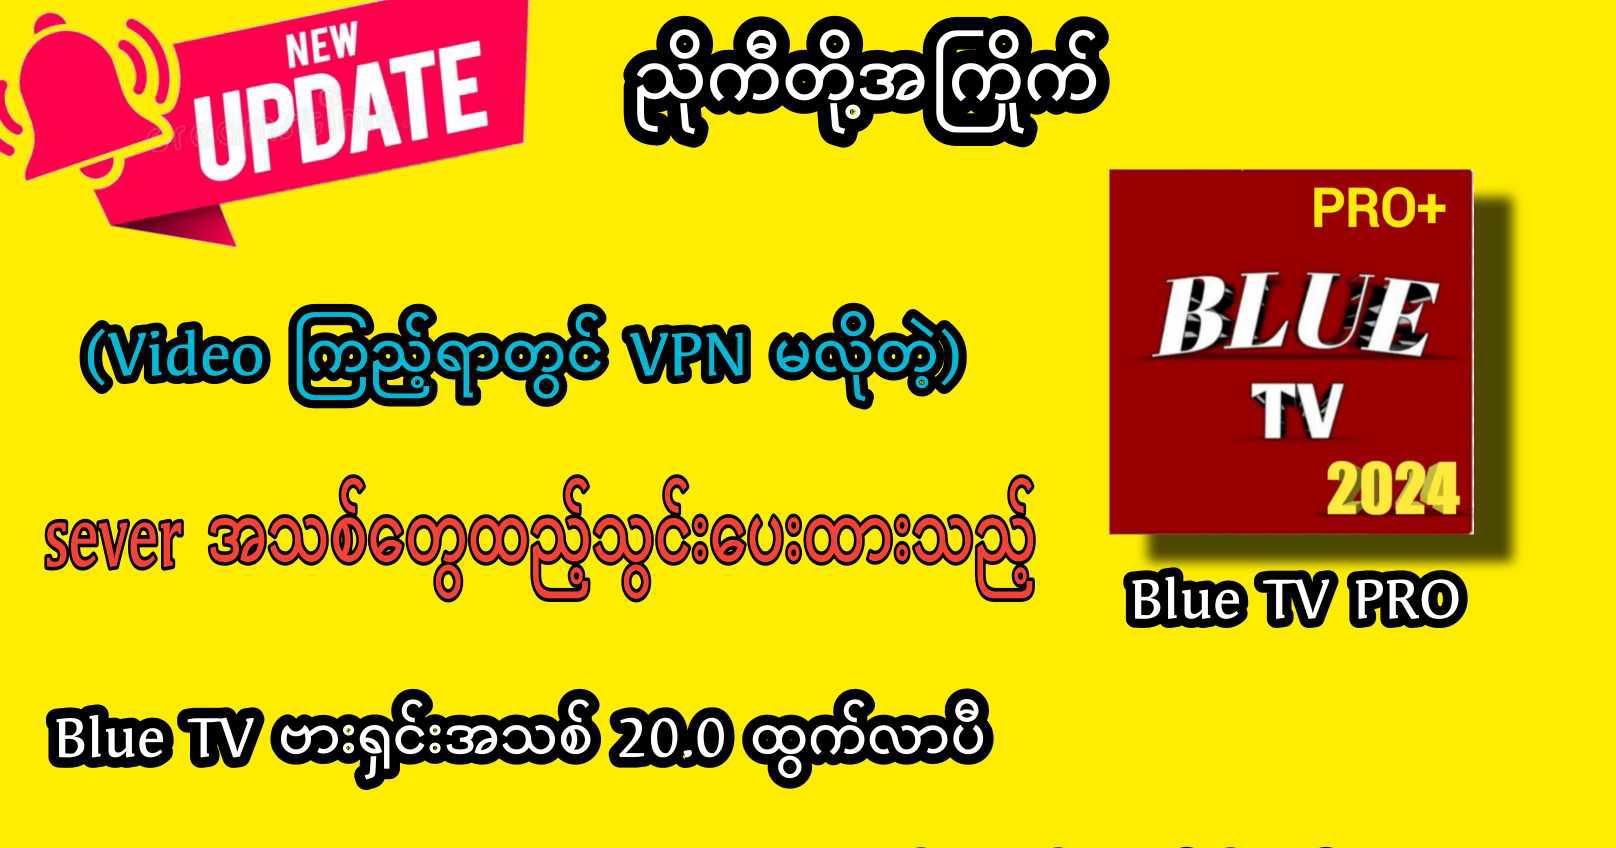 NEW
UPDATE
ညိုကီတို့အကြိုက်
PRO+
BLUE
TV
2024
Blue TV PRO
(Video ကြည့်ရာတွင် VPN မလိုတဲ့)
sever အသစ်တွေထည့်သွင်းပေးထားသည့်
Blue TV ဗားရှင်းအသစ် 20.0 ထွက်လာပီ